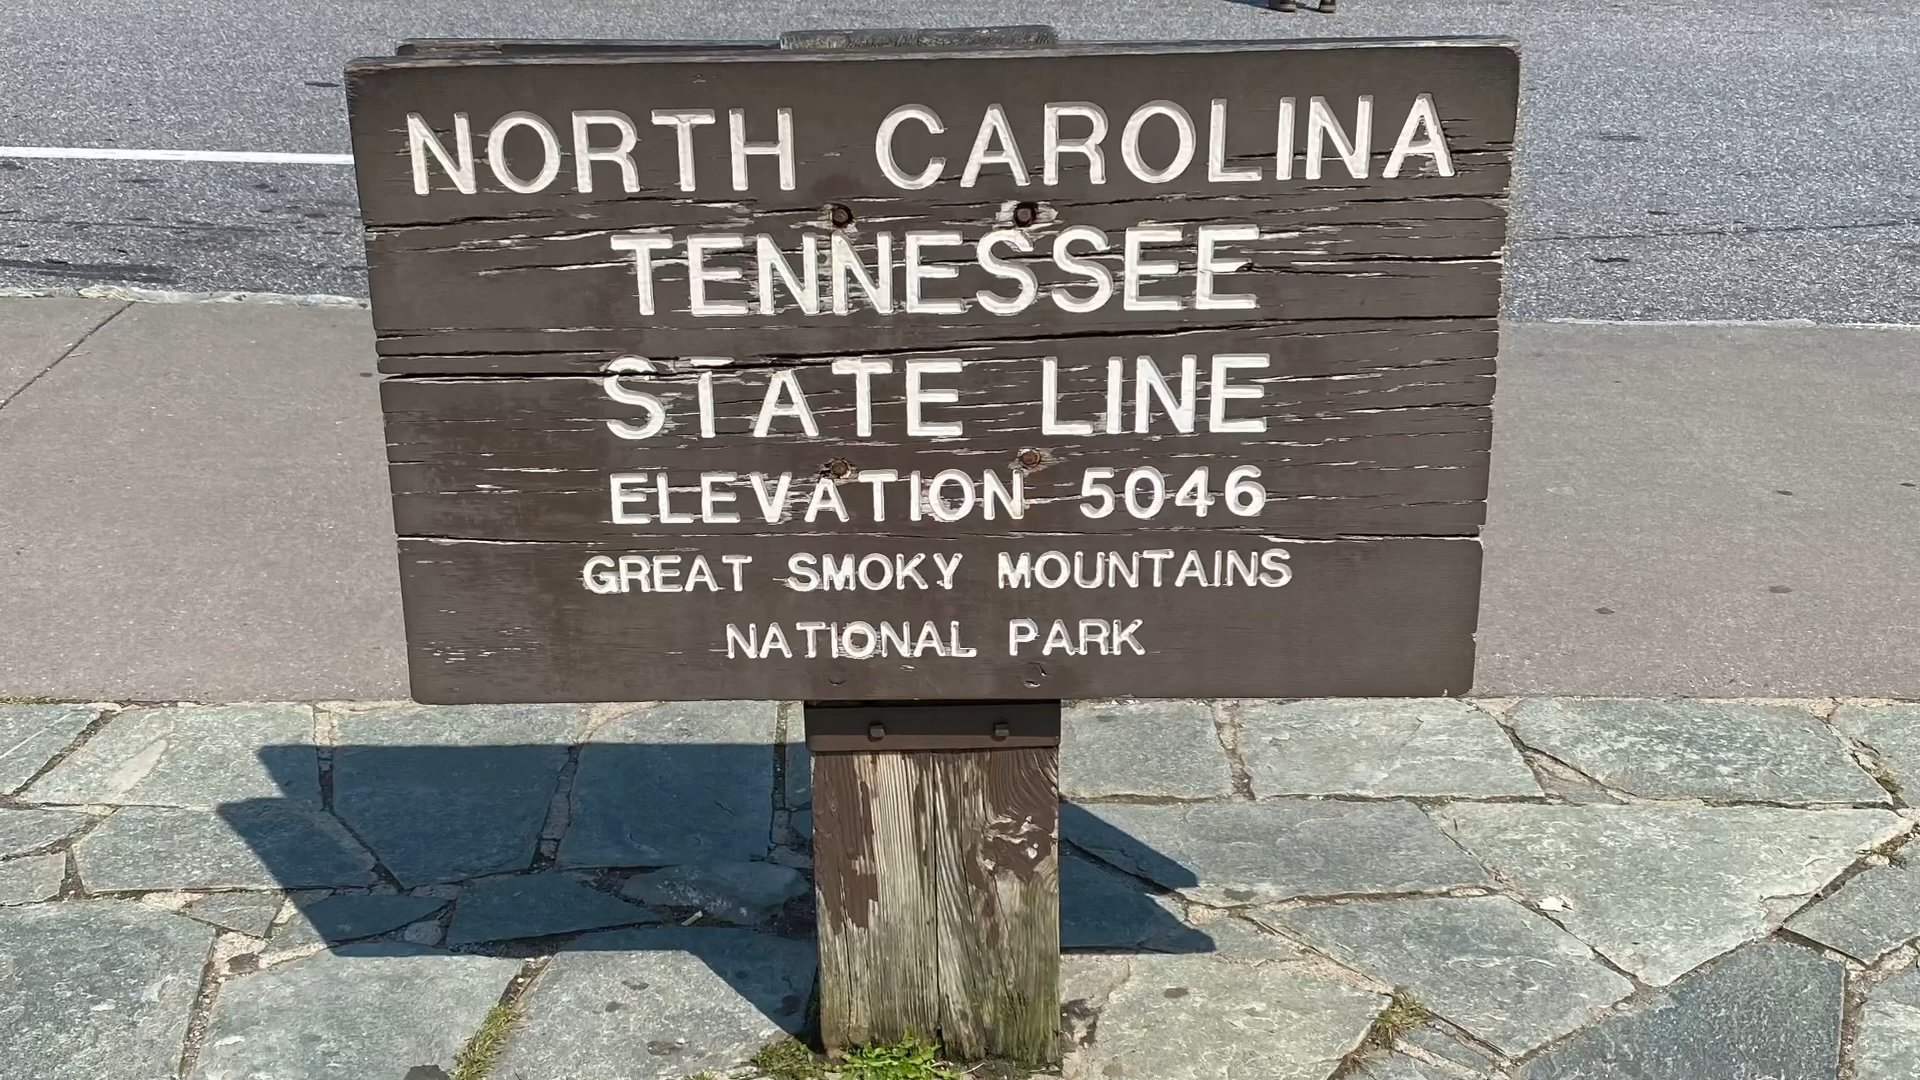 NORTH CAROLINA
TENNESSEE
STATE LINE
ELEVATION 5046
GREAT SMOKY MOUNTAINS
NATIONAL PARK